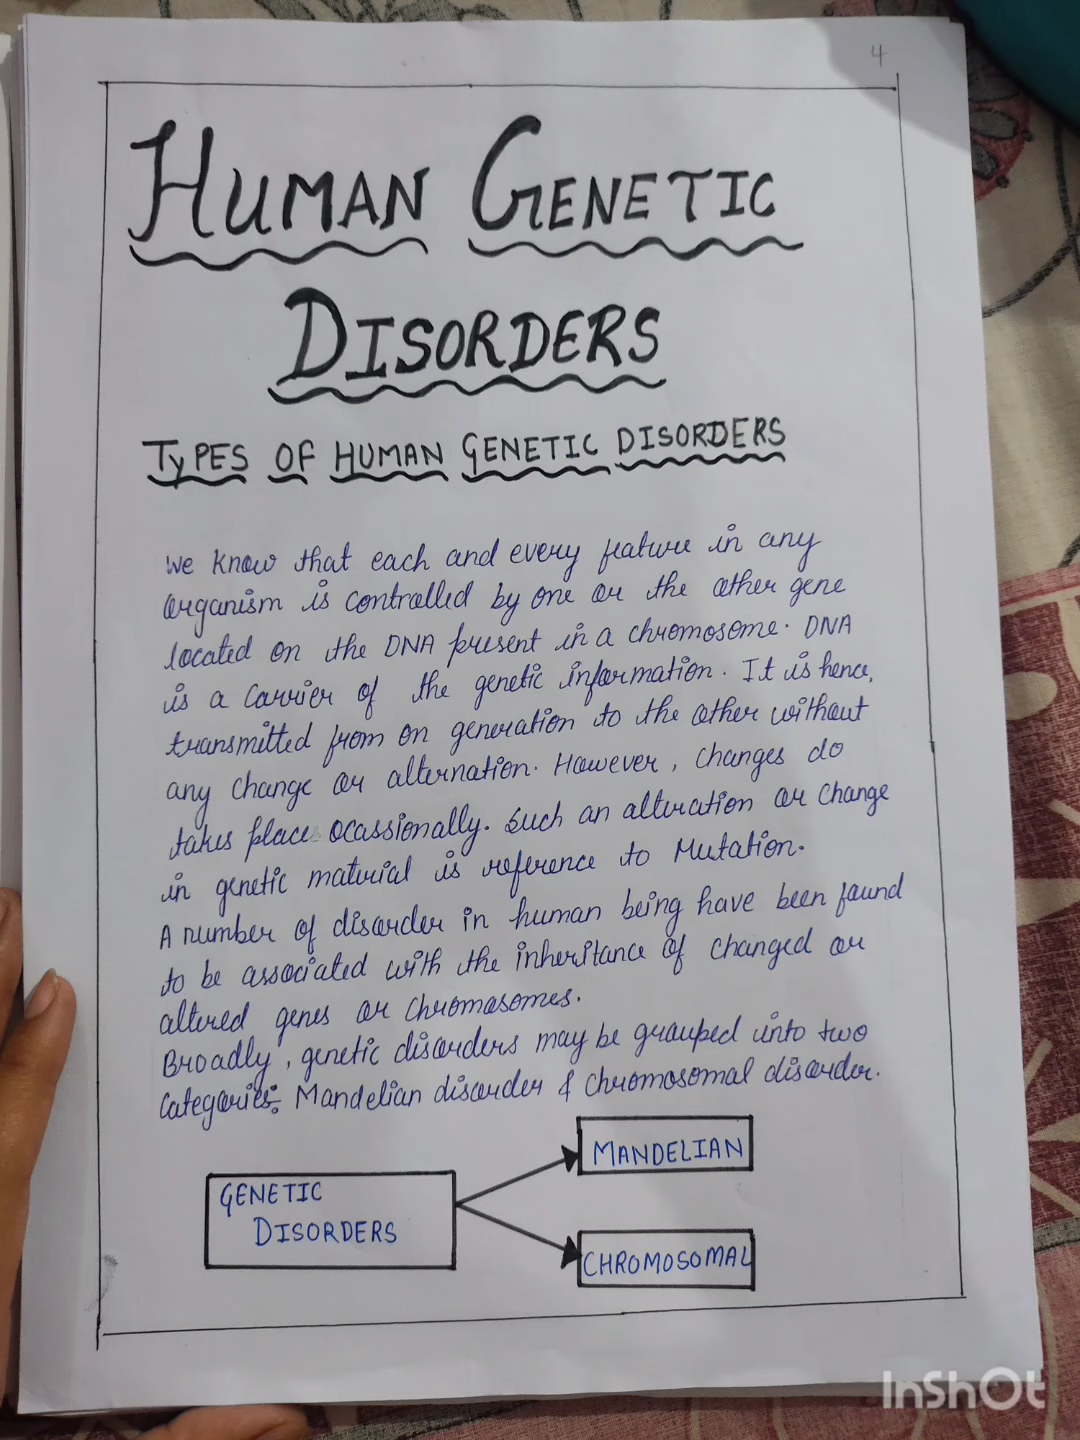 4
HUMAN GENETIC
DISORDERS
TYPES OF HUMAN GENETIC DISORDERS
We know that each and every feature in any
organism is controlled by one or the other gene
located on the DNA present in a chromosome. DNA
is a carrier of the genetic information. It is hence,
transmitted from on generation to the other without
any change or alternation. However, changes do
takes place ocassionally. Such an alteration or change
in genetic material is reference to Mutation.
A number of disorder in human being have been found
to be associated with the inheritance of changed or
altered genes or chromosomes.
Broadly, genetic disorders may be grouped into two
categories:- Mandelian disorder & chromosomal disorder.
MANDELIAN
GENETIC
DISORDERS
CHROMOSOMAL
InShOt